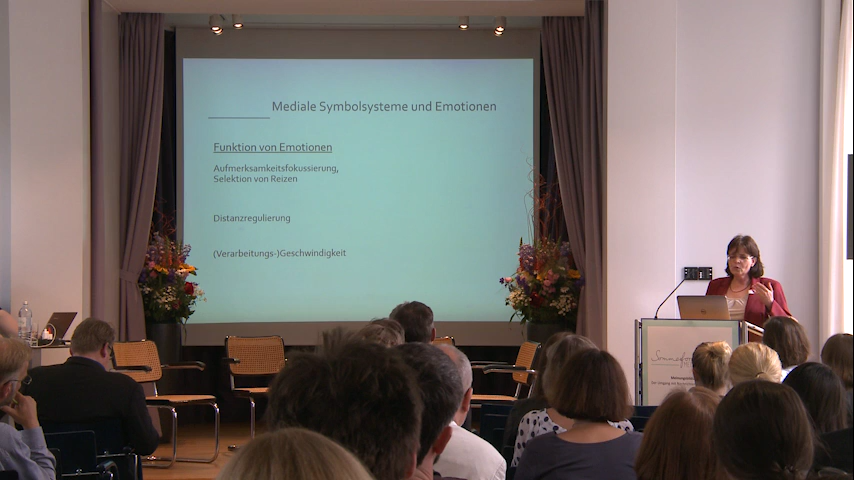 Mediale Symbolsysteme und Emotionen
Funktion von Emotionen
Aufmerksamkeitsfokussierung,
Selektion von Reizen
Distanzregulierung
(Verarbeitungs-)Geschwindigkeit